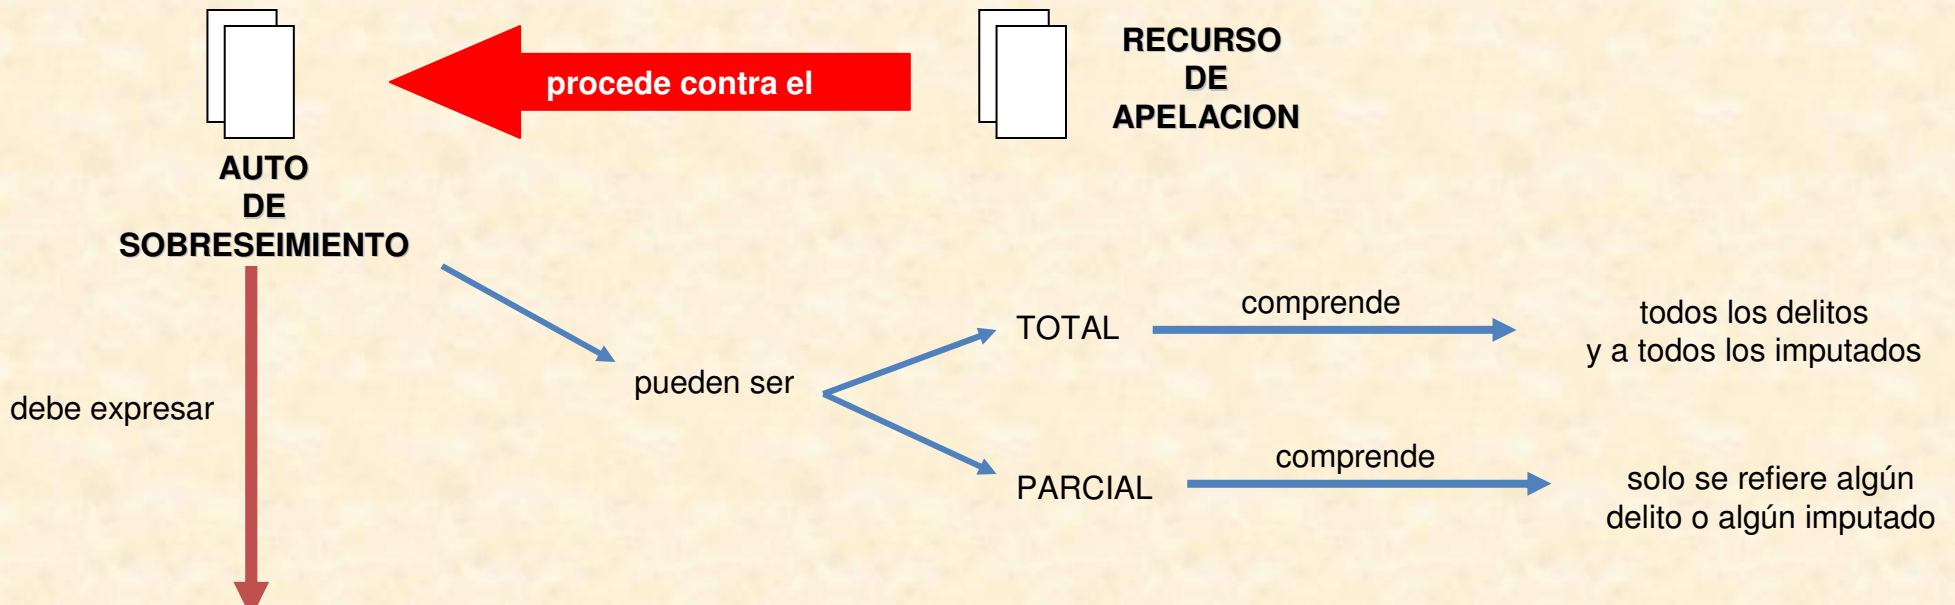 procede contra el
RECURSO
DE
APELACION
AUTO
DE
SOBRESEIMIENTO
debe expresar
pueden ser
TOTAL
comprende
todos los delitos
y a todos los imputados
PARCIAL
comprende
solo se refiere algún
delito o algún imputado